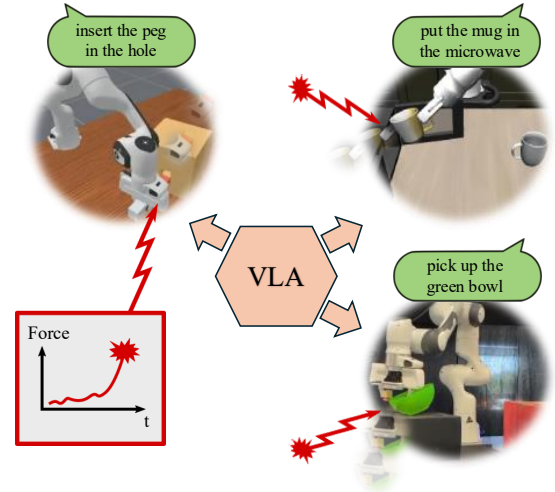 insert the peg
in the hole
put the mug in
the microwave
VLA
pick up the
green bowl
Force
t